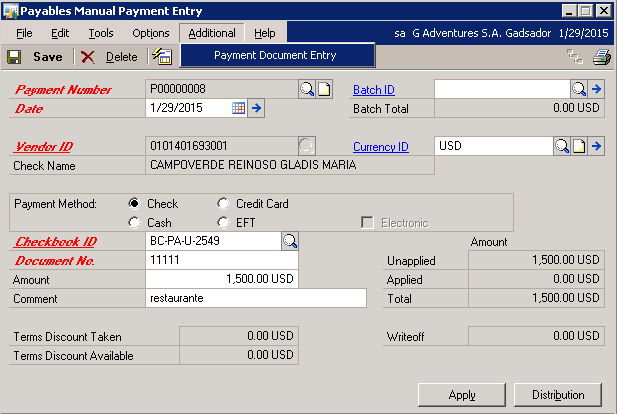 Payables Manual Payment Entry
File Edit Tools Options Additional Help sa G Adventures S.A. Gadsador 1/29/2015
Save Delete Payment Document Entry
Payment Number P00000008 Batch ID
Date 1/29/2015 Batch Total 0.00 USD
Vendor ID 0101401693001 Currency ID USD
Check Name CAMPOVERDE REINOSO GLADIS MARIA
Payment Method: Check Credit Card
Cash EFT Electronic
Checkbook ID BC-PA-U-2549 Amount
Document No. 11111 Unapplied 1,500.00 USD
Amount 1,500.00 USD Applied 0.00 USD
Comment restaurante Total 1,500.00 USD
Terms Discount Taken 0.00 USD Writeoff 0.00 USD
Terms Discount Available 0.00 USD
Apply Distribution